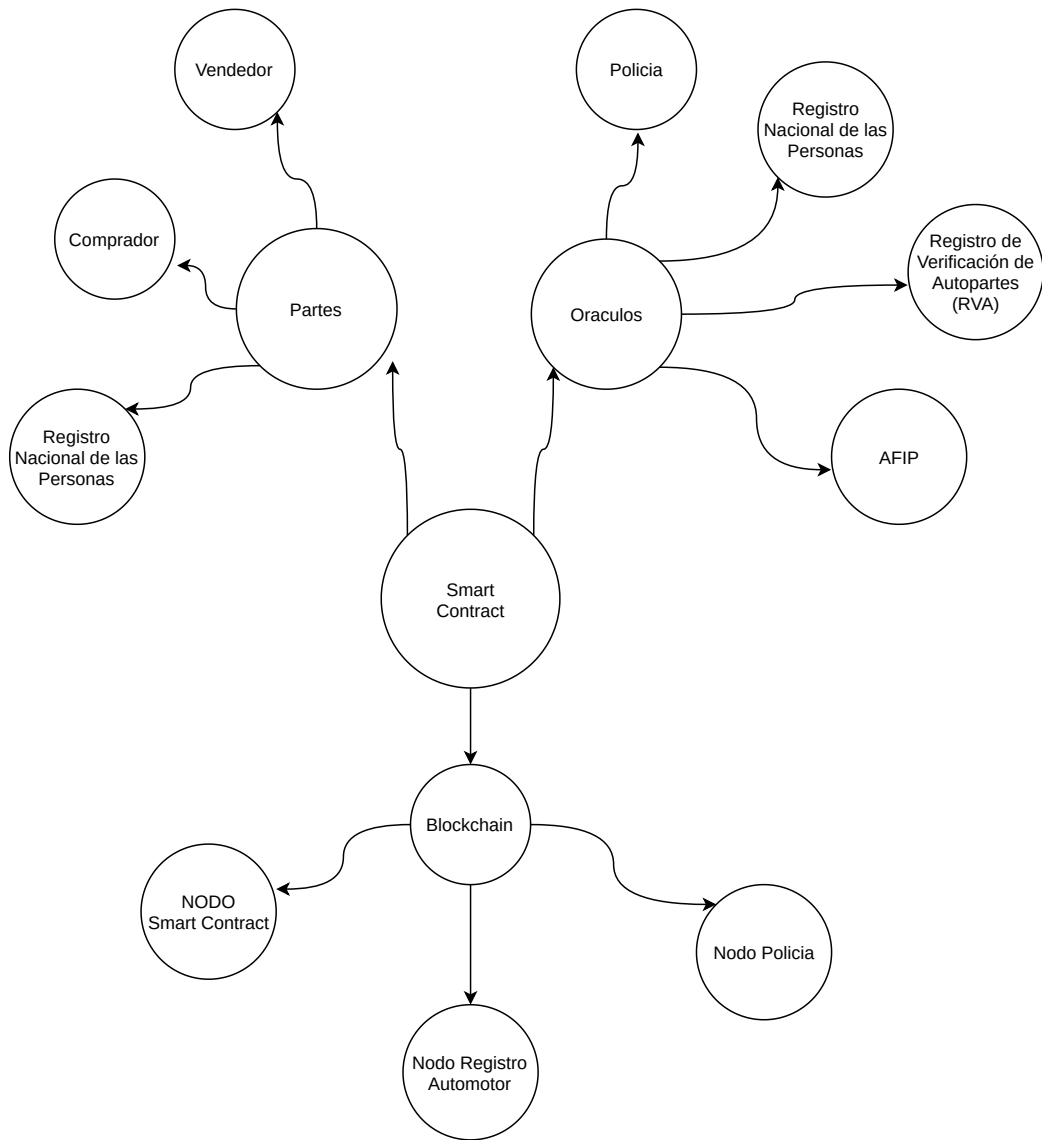 Vendedor
Policia
Registro
Nacional de las
Personas
Comprador
Registro de
Verificación de
Autopartes
(RVA)
Partes
Oraculos
Registro
Nacional de las
Personas
AFIP
Smart
Contract
Blockchain
NODO
Smart Contract
Nodo Policia
Nodo Registro
Automotor